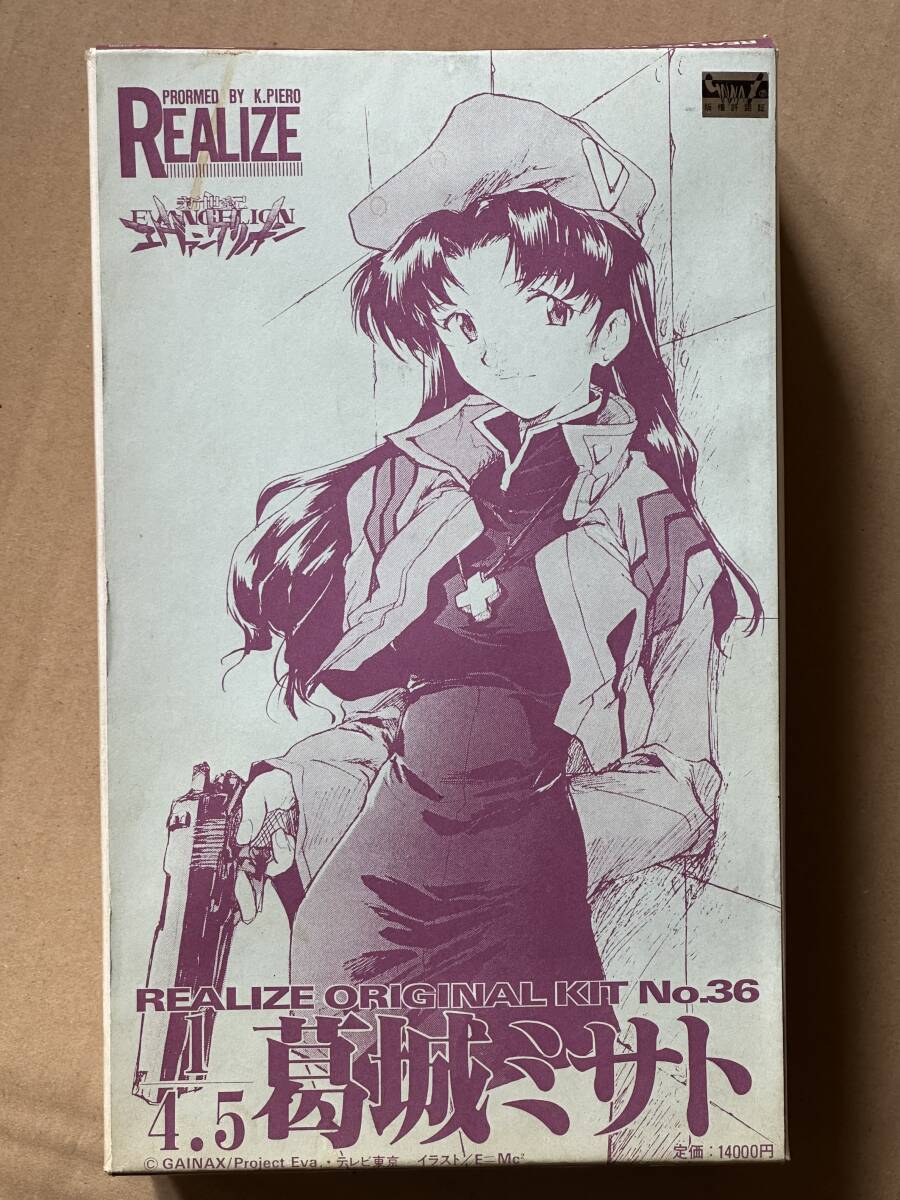 PRORMED BY K.PIERO
REALIZE
新世紀
EVANGELION
エヴァンゲリオン
版権許諾証
REALIZE ORIGINAL KIT No.36
1/4.5 葛城ミサト
定価:14000円
© GAINAX/Project Eva.・テレビ東京 イラスト/E=Mc²